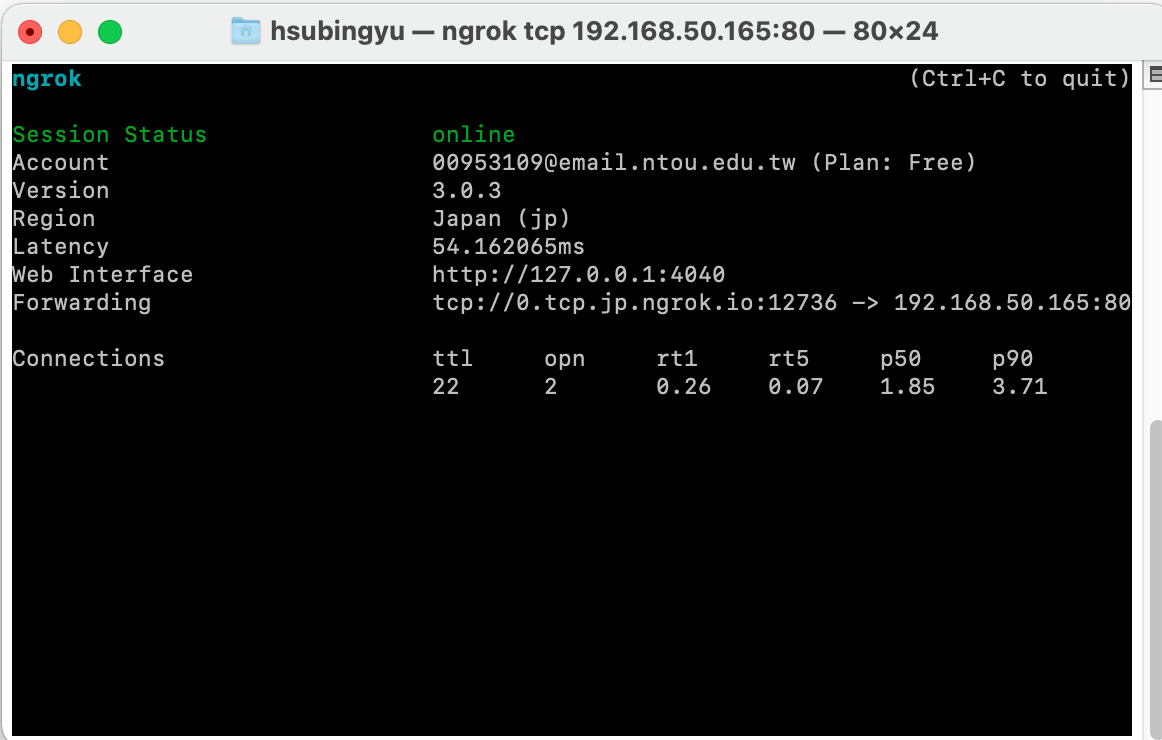 hsubingyu — ngrok tcp 192.168.50.165:80 — 80×24
ngrok (Ctrl+C to quit)
Session Status online
Account 00953109@email.ntou.edu.tw (Plan: Free)
Version 3.0.3
Region Japan (jp)
Latency 54.162065ms
Web Interface http://127.0.0.1:4040
Forwarding tcp://0.tcp.jp.ngrok.io:12736 -> 192.168.50.165:80
Connections ttl opn rt1 rt5 p50 p90
22 2 0.26 0.07 1.85 3.71